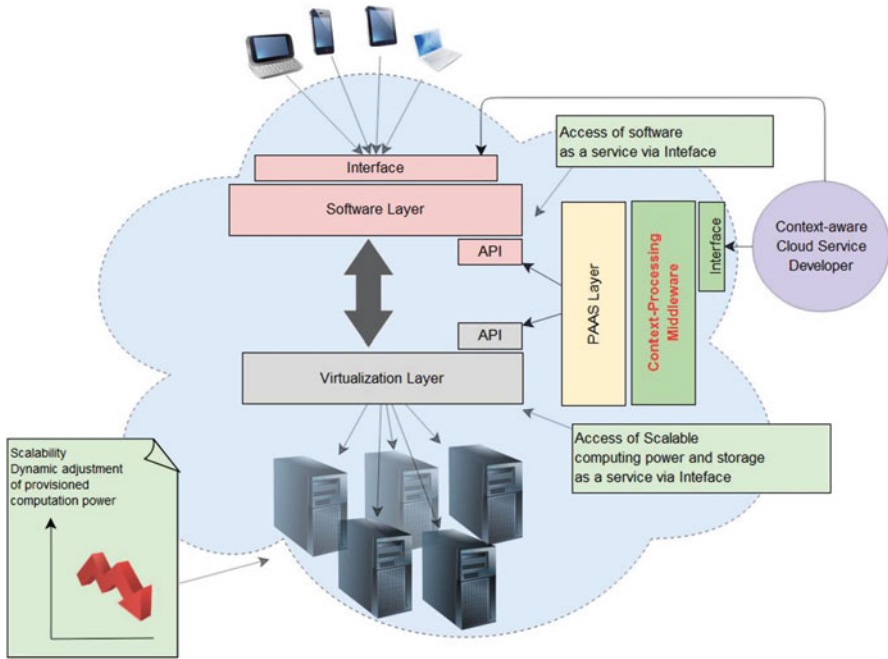 Interface
Software Layer
API
API
Virtualization Layer
PAAS Layer
Context-Processing
Middleware
Interface
Access of software
as a service via Inteface
Context-aware
Cloud Service
Developer
Access of Scalable
computing power and storage
as a service via Inteface
Scalability
Dynamic adjustment
of provisioned
computation power